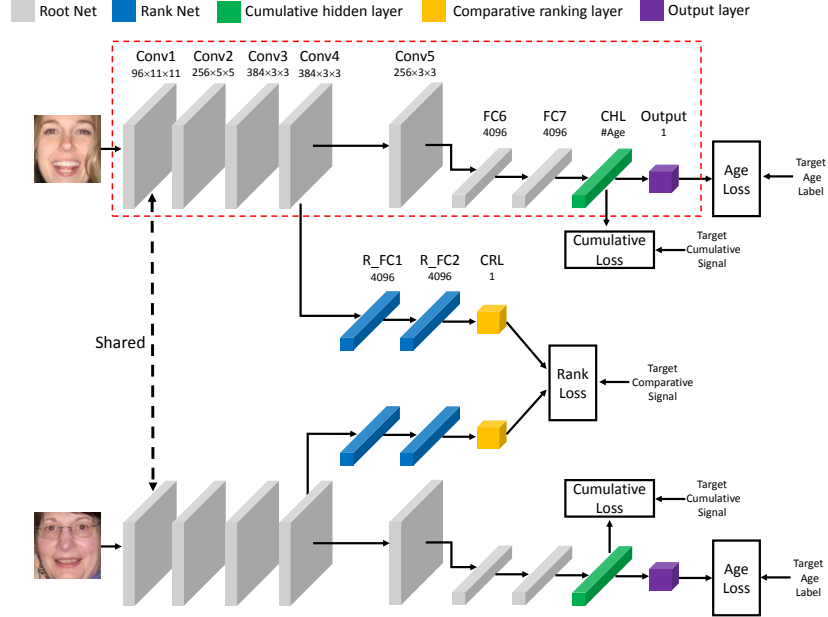 Root Net
Rank Net
Cumulative hidden layer
Comparative ranking layer
Output layer
Conv1
96×11×11
Conv2
256×5×5
Conv3
384×3×3
Conv4
384×3×3
Conv5
256×3×3
FC6
4096
FC7
4096
CHL
#Age
Output
1
Age
Loss
Target
Age
Label
Cumulative
Loss
Target
Cumulative
Signal
R_FC1
4096
R_FC2
4096
CRL
1
Shared
Rank
Loss
Target
Comparative
Signal
Cumulative
Loss
Target
Cumulative
Signal
Age
Loss
Target
Age
Label